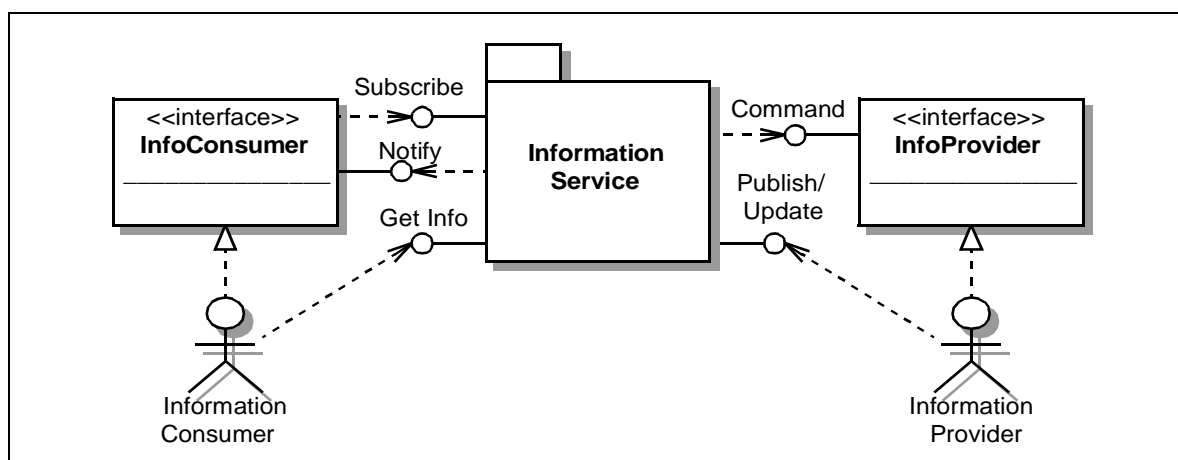 Subscribe
<<interface>>
InfoConsumer
Notify
Get Info
Information
Service
Command
Publish/
Update
<<interface>>
InfoProvider
Information
Consumer
Information
Provider